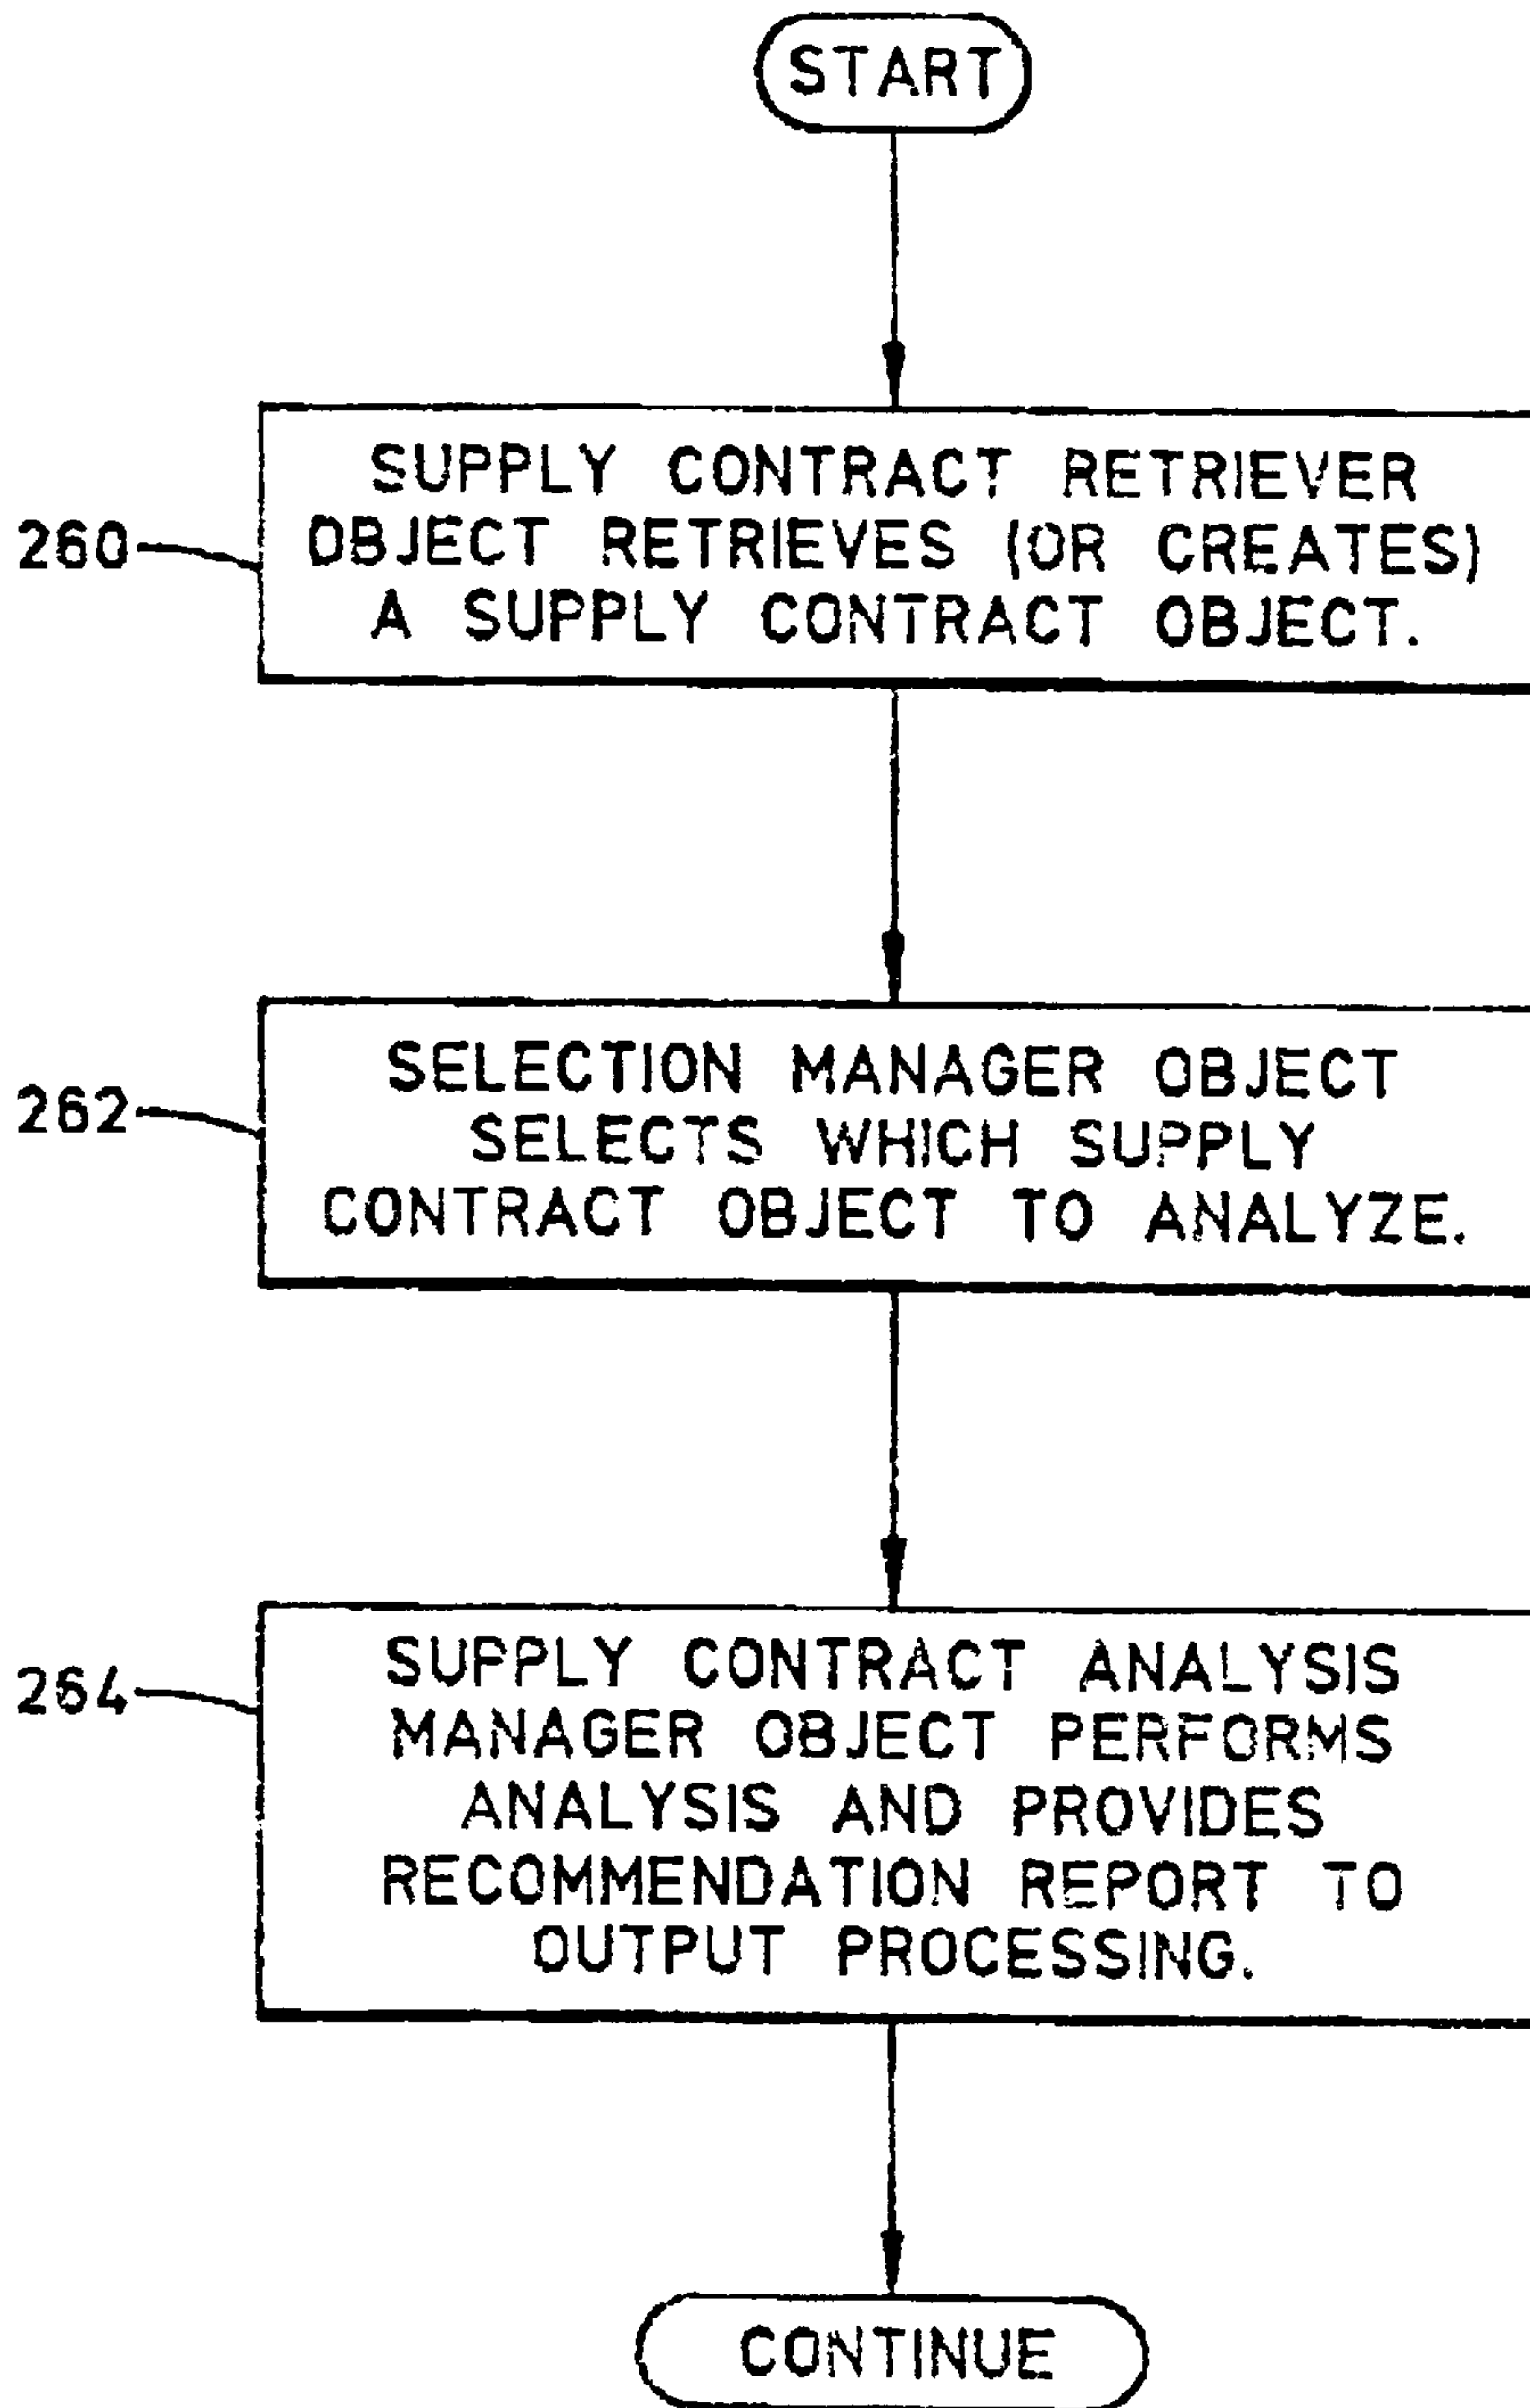 START
SUPPLY CONTRACT RETRIEVER
OBJECT RETRIEVES (OR CREATES)
A SUPPLY CONTRACT OBJECT.
260
SELECTION MANAGER OBJECT
SELECTS WHICH SUPPLY
CONTRACT OBJECT TO ANALYZE.
262
SUPPLY CONTRACT ANALYSIS
MANAGER OBJECT PERFORMS
ANALYSIS AND PROVIDES
RECOMMENDATION REPORT TO
OUTPUT PROCESSING.
264
CONTINUE